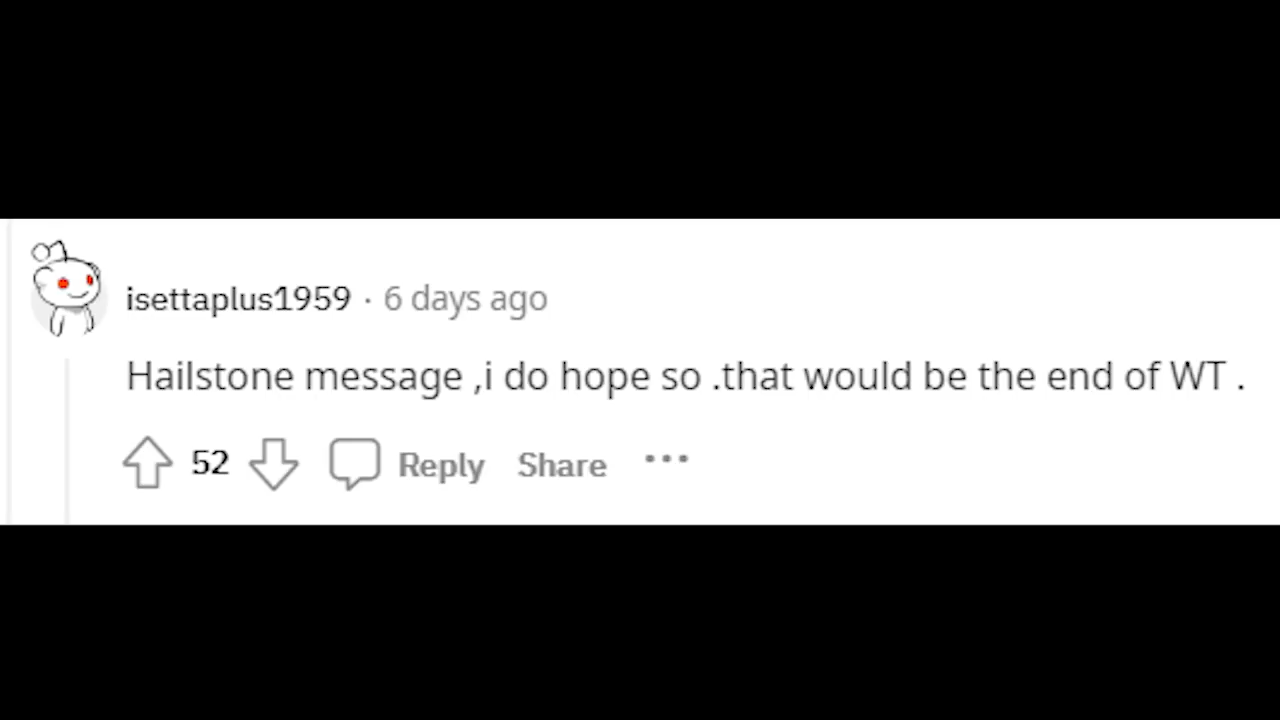 isettaplus1959 · 6 days ago
Hailstone message ,i do hope so .that would be the end of WT .
52 Reply Share ···